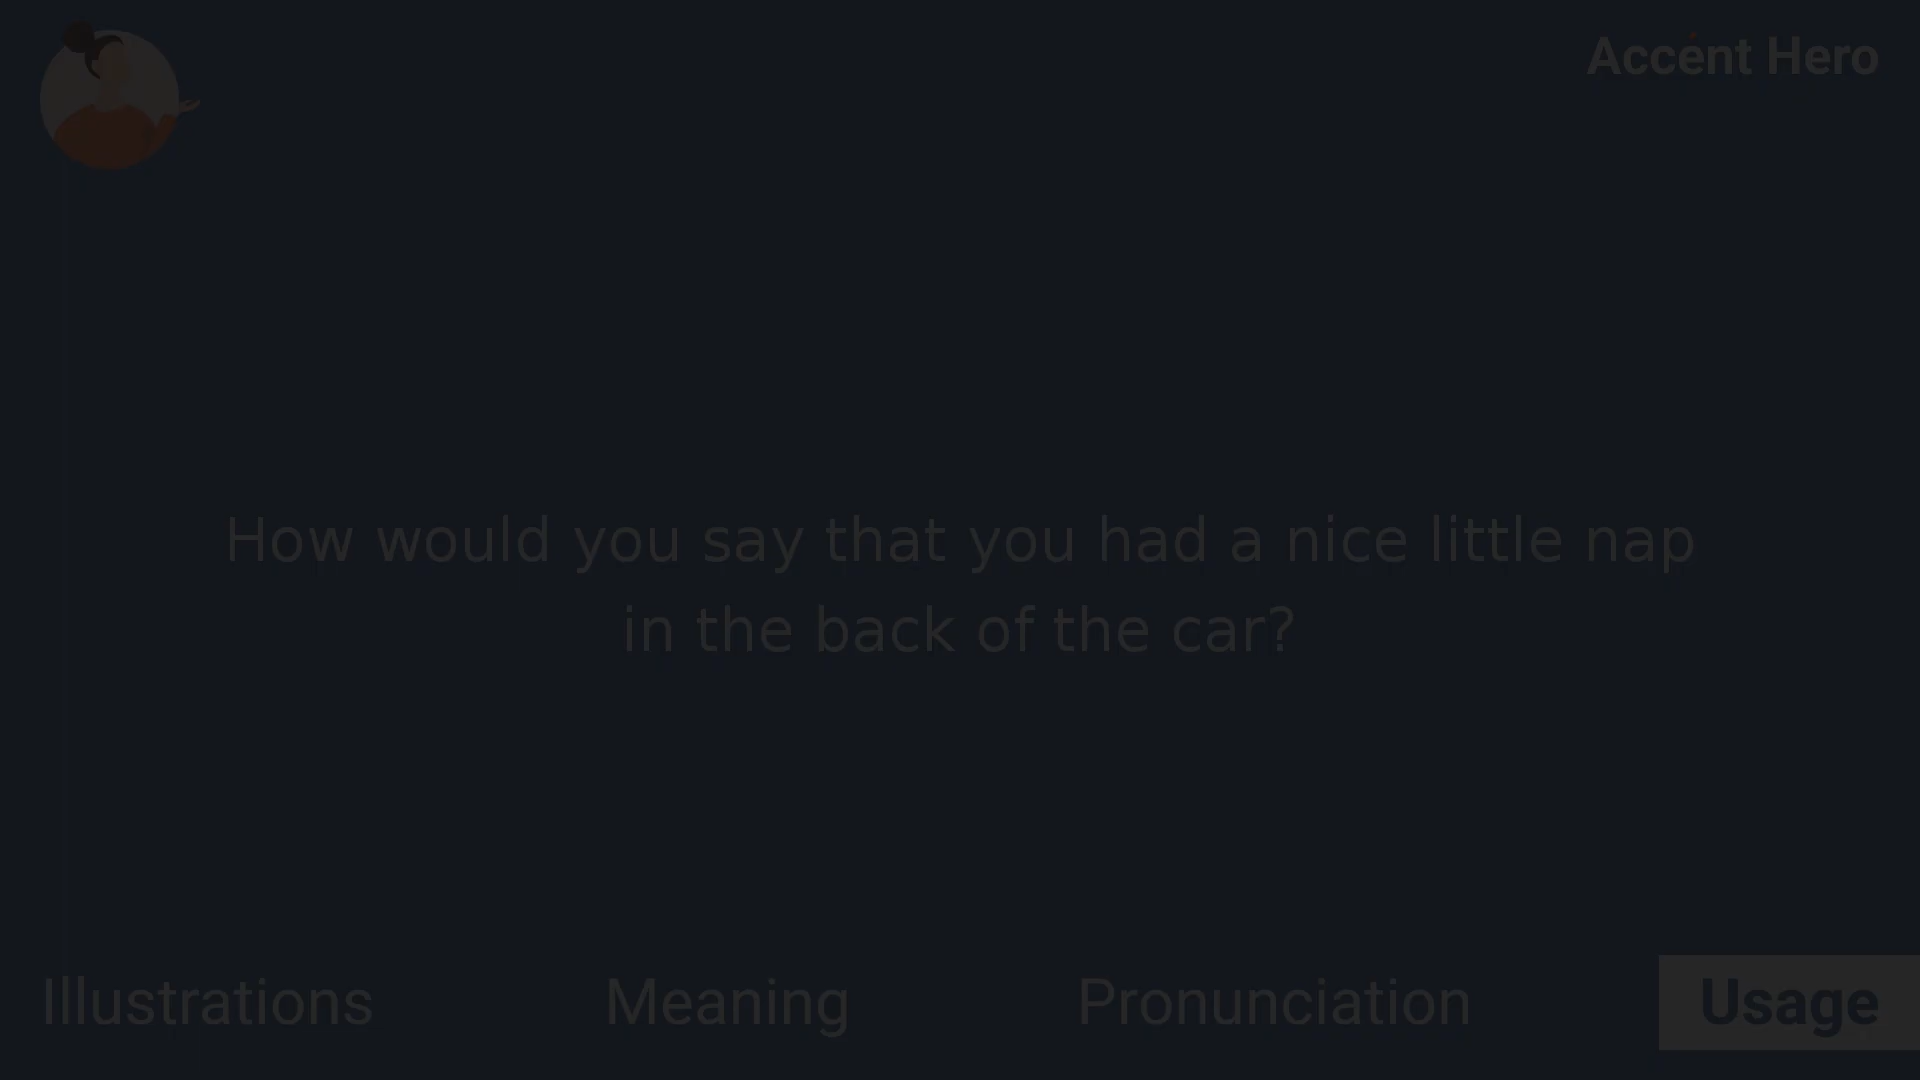 Accént Hero
How would you say that you had a nice little nap
in the back of the car?
Illustrations
Meaning
Pronunciation
Usage